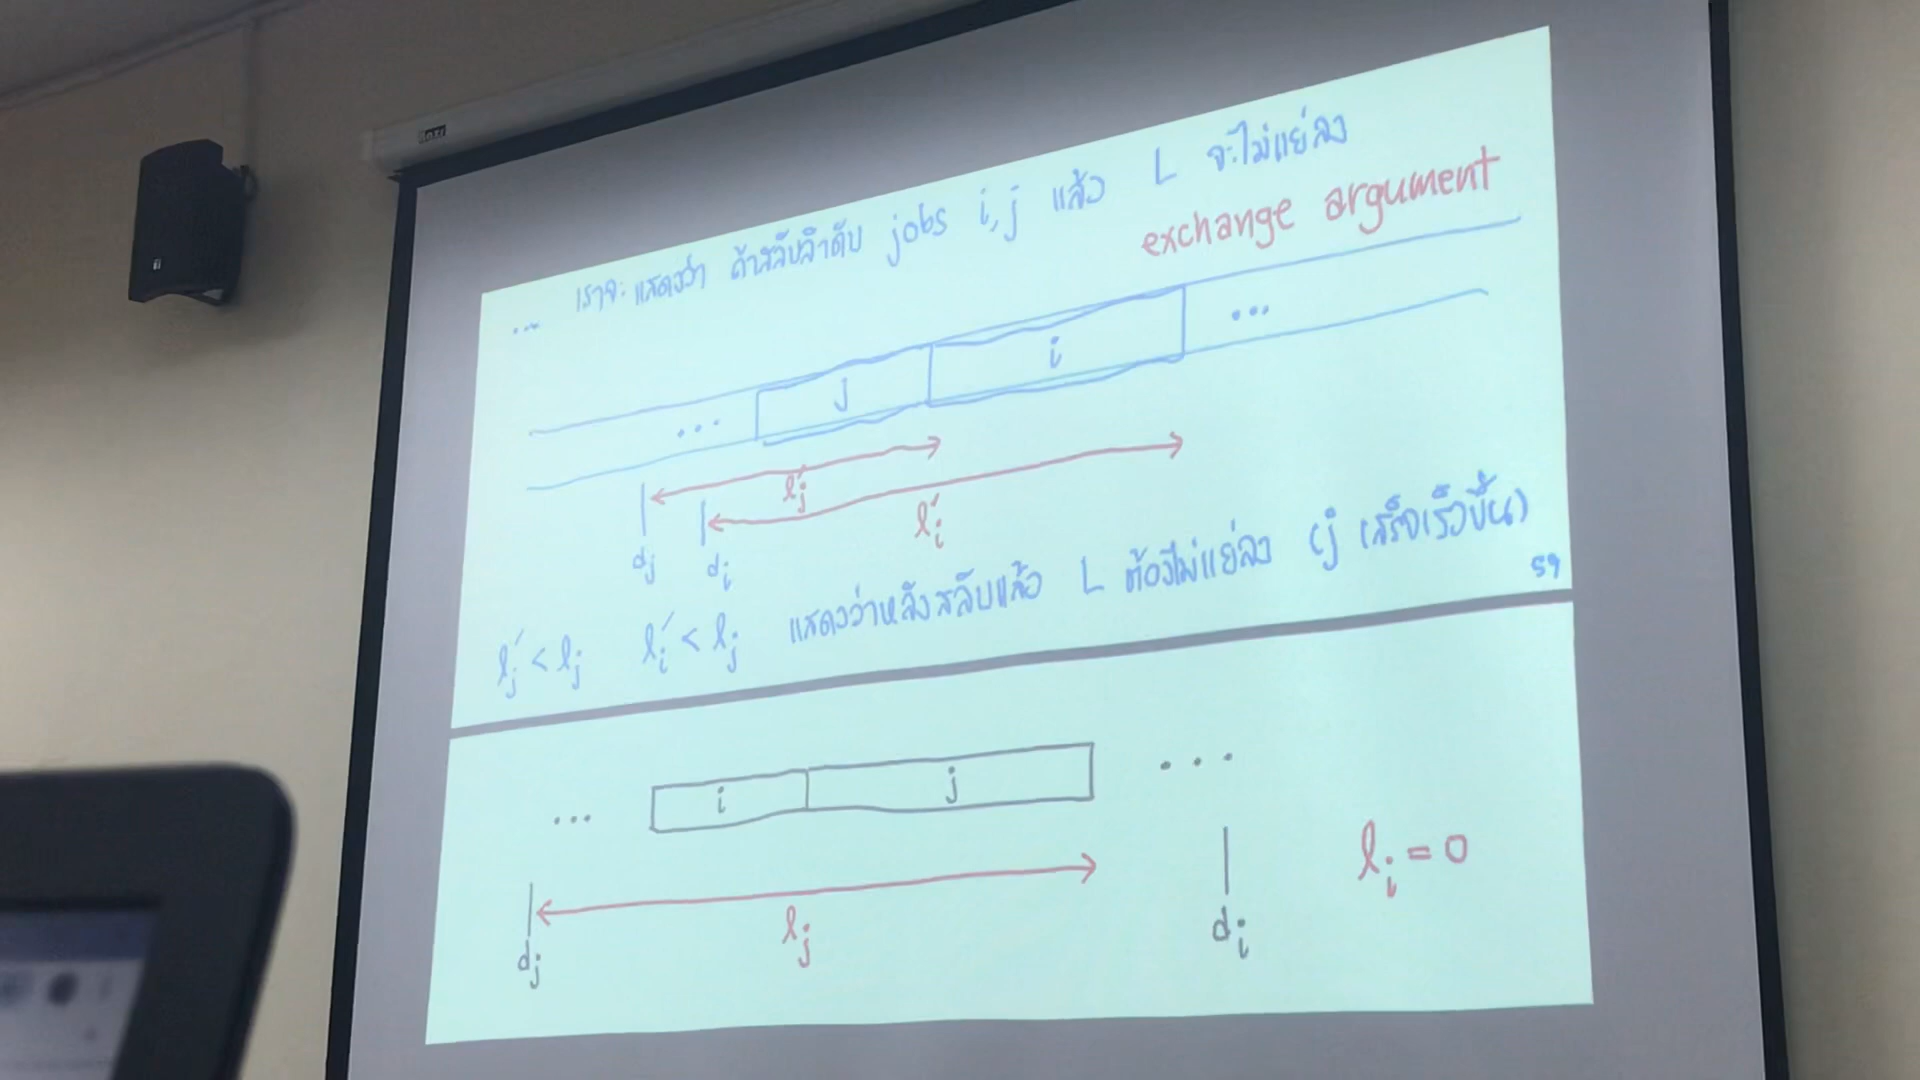 ... เราจะแสดงว่า ถ้าสลับลำดับ jobs i, j แล้ว L จะไม่แย่ลง
exchange argument
... j i ...
l'j
l'i
dj di
l'j < lj l'i < lj แสดงว่าหลังสลับแล้ว L ต้องไม่แย่ลง (j เสร็จเร็วขึ้น)
59
... i j ...
li = 0
lj
dj di